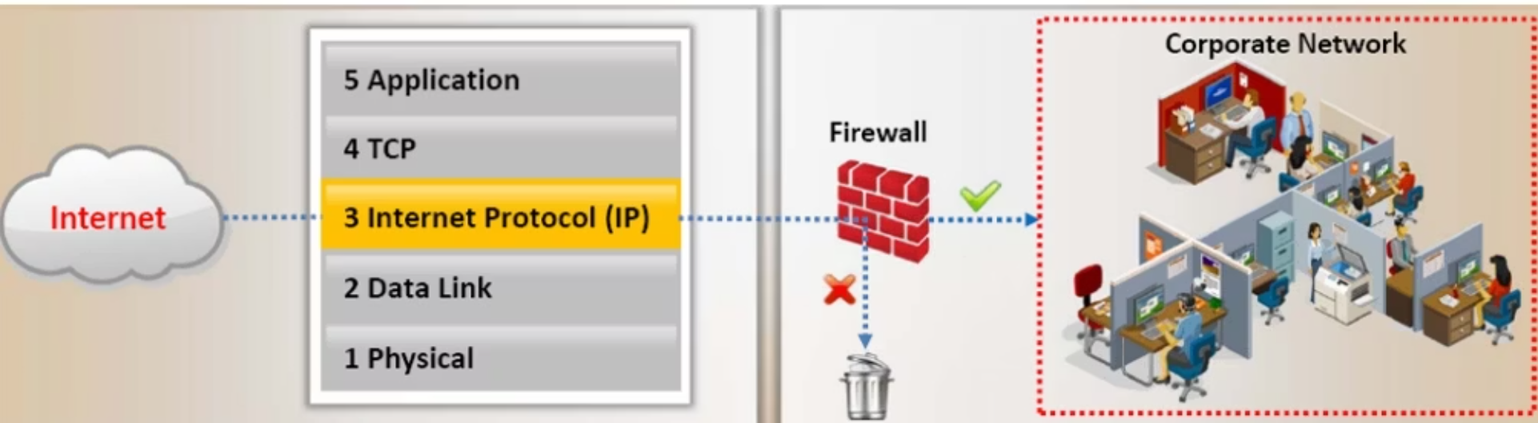 Internet
5 Application
4 TCP
3 Internet Protocol (IP)
2 Data Link
1 Physical
Firewall
Corporate Network